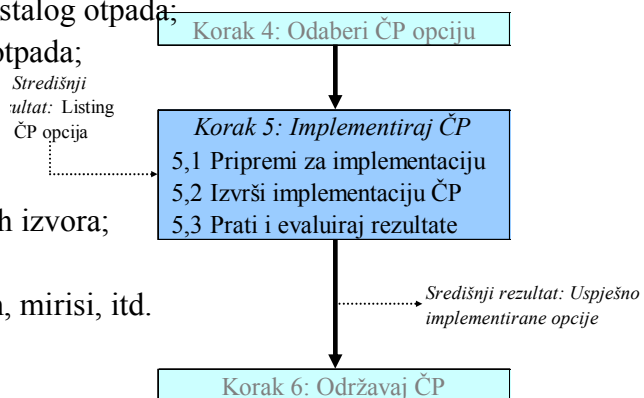 stalog otpada;
Korak 4: Odaberi ČP opciju
otpada;
Stredišnji
ultat: Listing
ČP opcija
Korak 5: Implementiraj ČP
5,1 Pripremi za implementaciju
5,2 Izvrši implementaciju ČP
5,3 Prati i evaluiraj rezultate
h izvora;
, mirisi, itd.
Središnji rezultat: Uspješno
implementirane opcije
Korak 6: Održavaj ČP